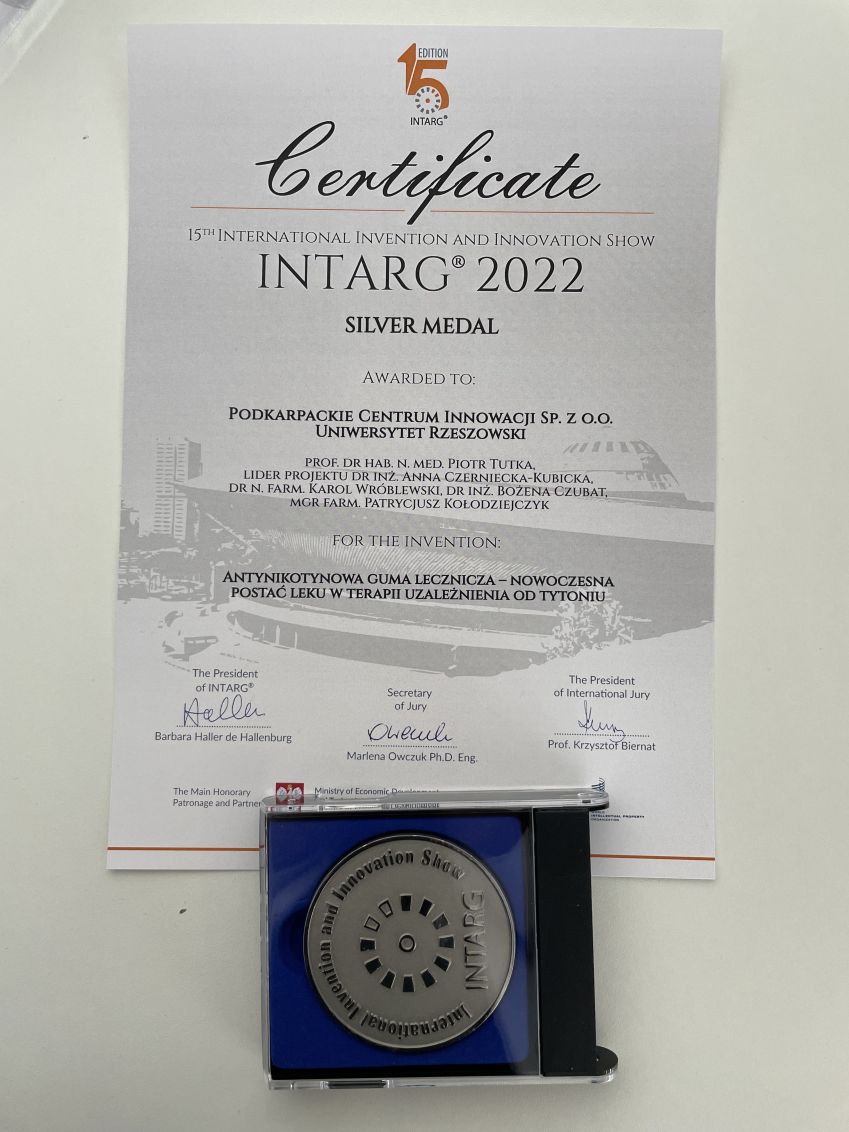 15 EDITION
INTARG®
Certificate
15TH INTERNATIONAL INVENTION AND INNOVATION SHOW
INTARG® 2022
SILVER MEDAL
AWARDED TO:
PODKARPACKIE CENTRUM INNOWACJI SP. Z O.O.
UNIWERSYTET RZESZOWSKI
PROF. DR HAB. N. MED. PIOTR TUTKA,
LIDER PROJEKTU DR INŻ. ANNA CZERNIECKA-KUBICKA,
DR N. FARM. KAROL WRÓBLEWSKI, DR INŻ. BOŻENA CZUBAT,
MGR FARM. PATRYCJUSZ KOŁODZIEJCZYK
FOR THE INVENTION:
ANTYNIKOTYNOWA GUMA LECZNICZA – NOWOCZESNA
POSTAĆ LEKU W TERAPII UZALEŻNIENIA OD TYTONIU
The President
of INTARG®
Barbara Haller de Hallenburg
Secretary
of Jury
Marlena Owczuk Ph.D. Eng.
The President
of International Jury
Prof. Krzysztof Biernat
The Main Honorary
Patronage and Partner
Ministry of Economic Development
INTELLECTUAL PROPERTY
ORGANIZATION
International Invention and Innovation Show
INTARG